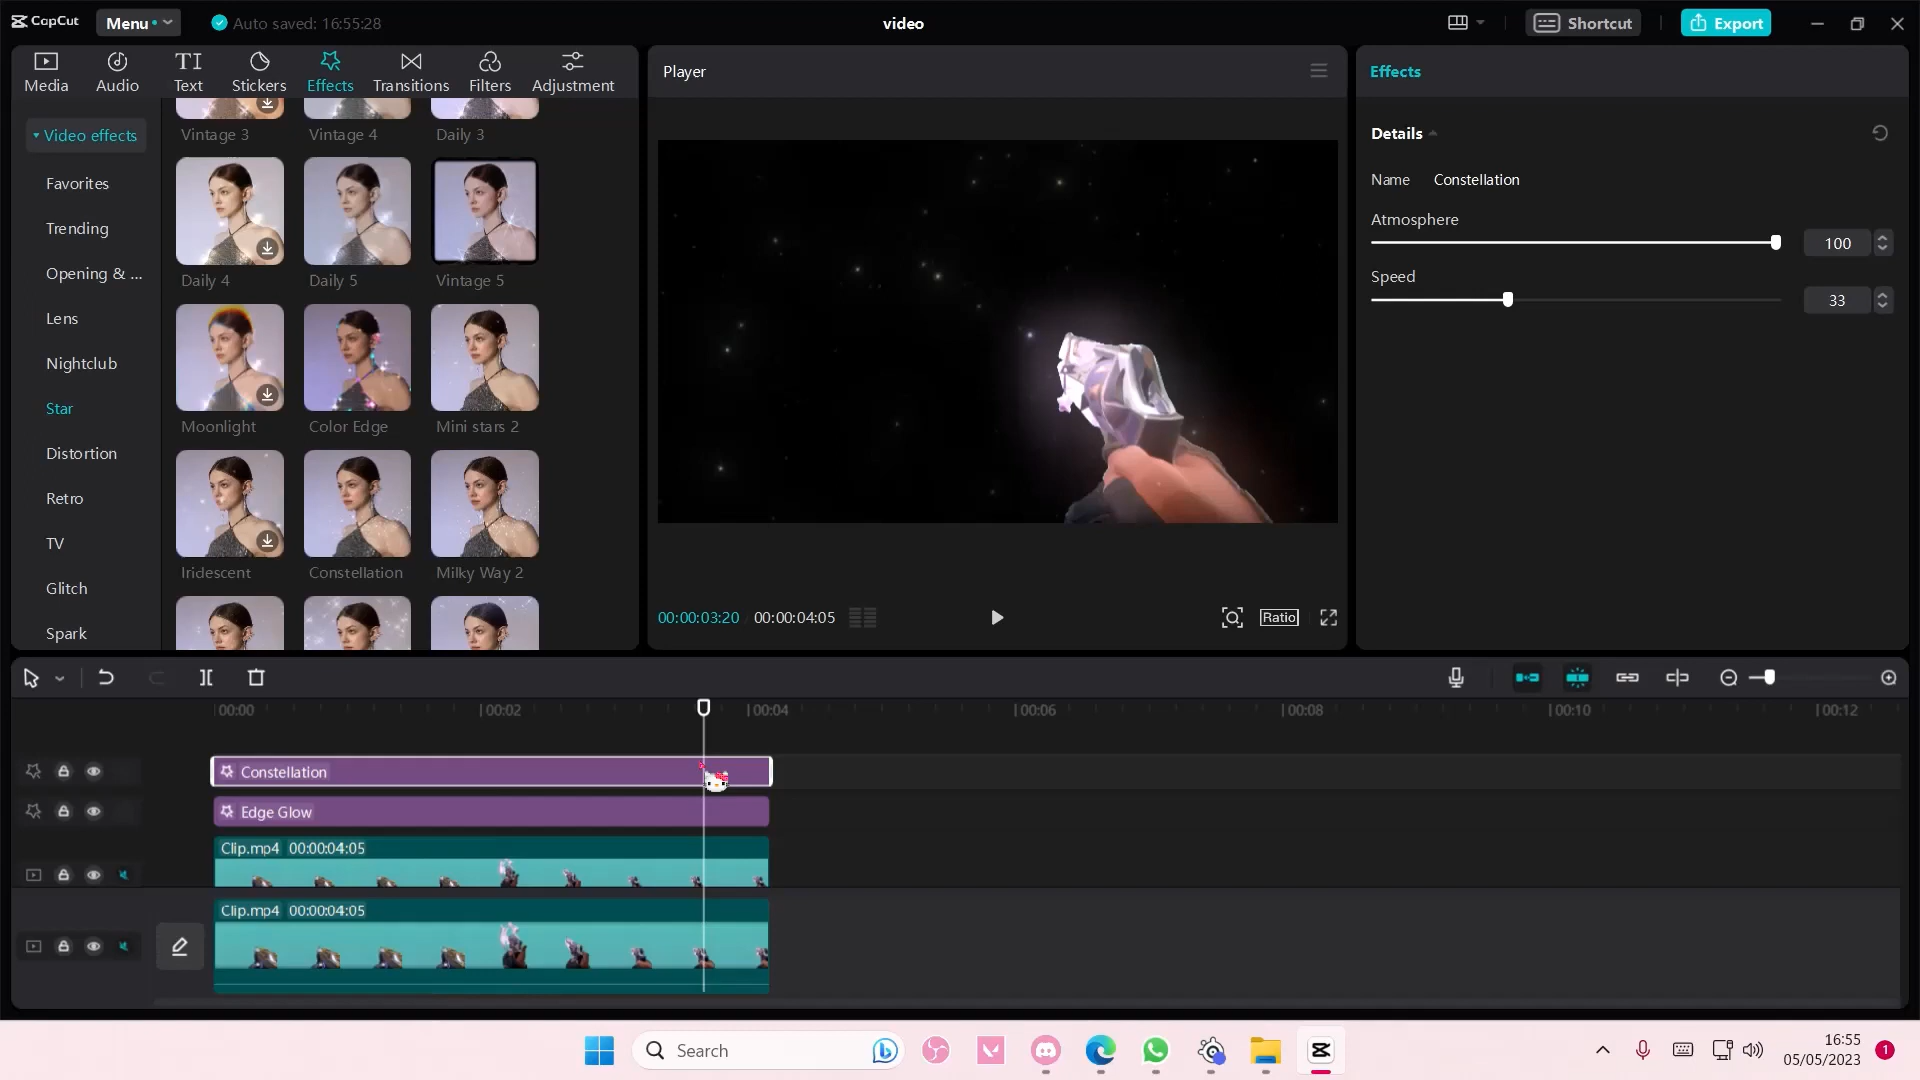 CapCut
Menu
Auto saved: 16:55:28
video
Shortcut
Export
Media
Audio
TI
Text
Stickers
Effects
Transitions
Filters
Adjustment
Video effects
Favorites
Trending
Opening & ...
Lens
Nightclub
Star
Distortion
Retro
TV
Glitch
Spark
Vintage 3
Vintage 4
Daily 3
Daily 4
Daily 5
Vintage 5
Moonlight
Color Edge
Mini stars 2
Iridescent
Constellation
Milky Way 2
Player
00:00:03:20
00:00:04:05
Ratio
Effects
Details
Name Constellation
Atmosphere
100
Speed
33
00:00
00:02
00:04
00:06
00:08
00:10
00:12
Constellation
Edge Glow
Clip.mp4 00:00:04:05
Clip.mp4 00:00:04:05
Search
16:55
05/05/2023
1